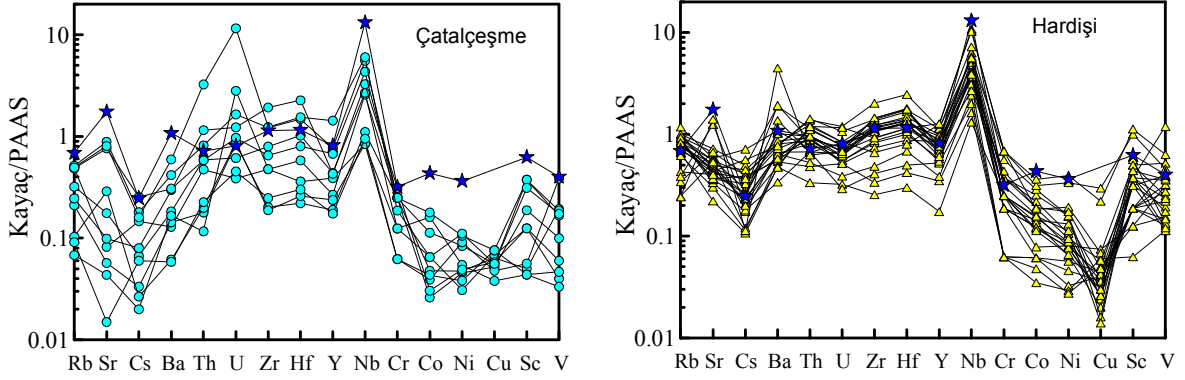 Çatalçeşme
Kayaç/PAAS
10
1
0.1
0.01
Rb Sr Cs Ba Th U Zr Hf Y Nb Cr Co Ni Cu Sc V
Hardişi
Kayaç/PAAS
10
1
0.1
0.01
Rb Sr Cs Ba Th U Zr Hf Y Nb Cr Co Ni Cu Sc V